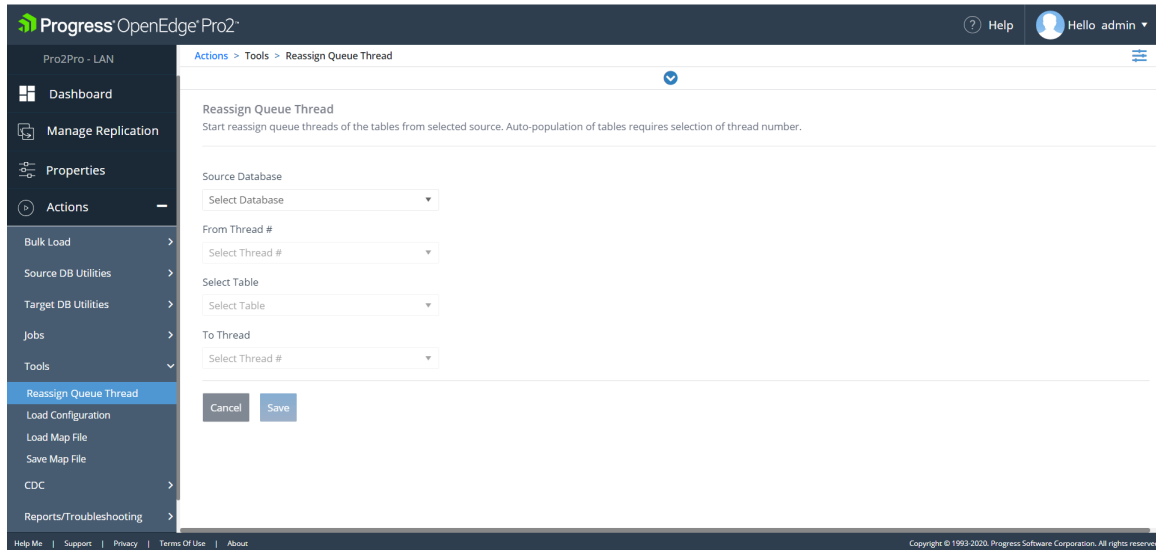 Progress® OpenEdge® Pro2™
? Help
Hello admin
Pro2Pro - LAN
Actions > Tools > Reassign Queue Thread
Dashboard
Manage Replication
Properties
Actions
Bulk Load
Source DB Utilities
Target DB Utilities
Jobs
Tools
Reassign Queue Thread
Load Configuration
Load Map File
Save Map File
CDC
Reports/Troubleshooting
Reassign Queue Thread
Start reassign queue threads of the tables from selected source. Auto-population of tables requires selection of thread number.
Source Database
Select Database
From Thread #
Select Thread #
Select Table
Select Table
To Thread
Select Thread #
Cancel Save
Help Me | Support | Privacy | Terms Of Use | About
Copyright © 1993-2020. Progress Software Corporation. All rights reserve